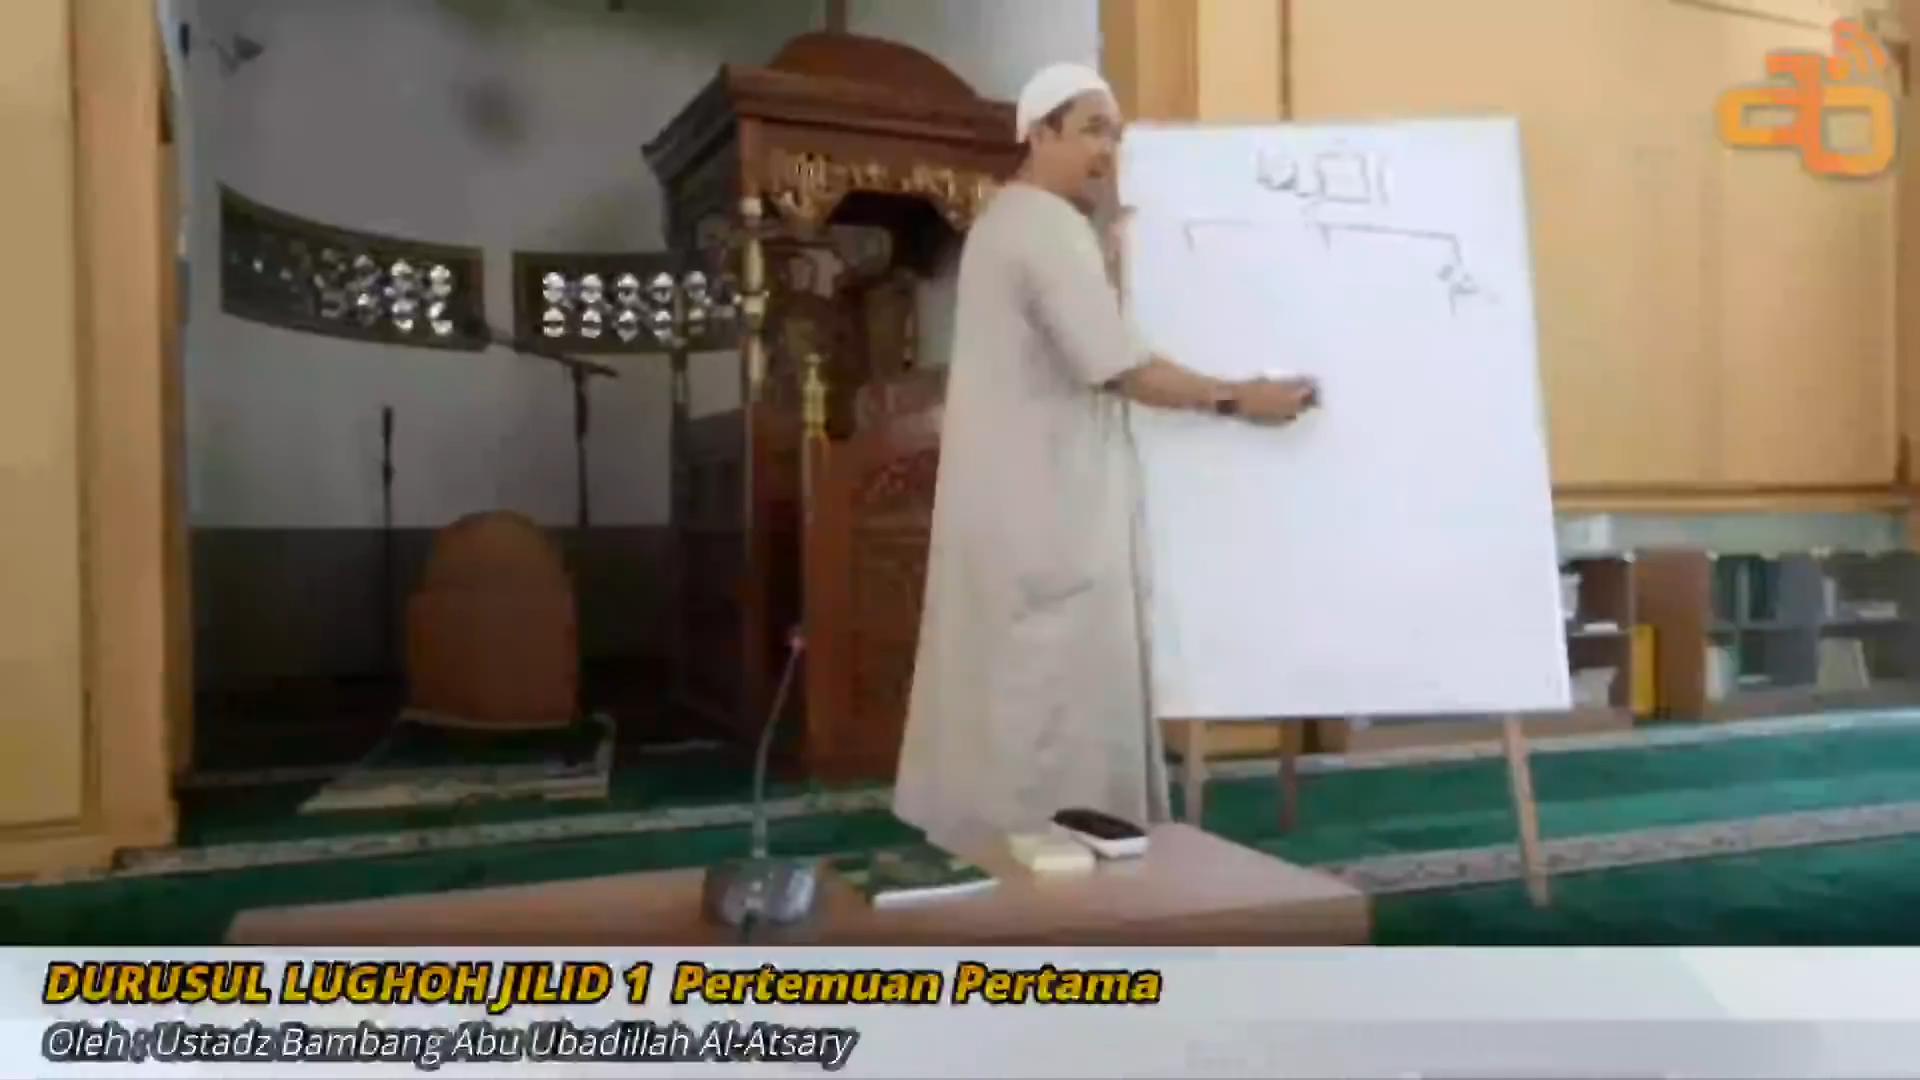 DURUSUL LUGHOH JILID 1 Pertemuan Pertama
Oleh : Ustadz Bambang Abu Ubadillah Al-Atsary